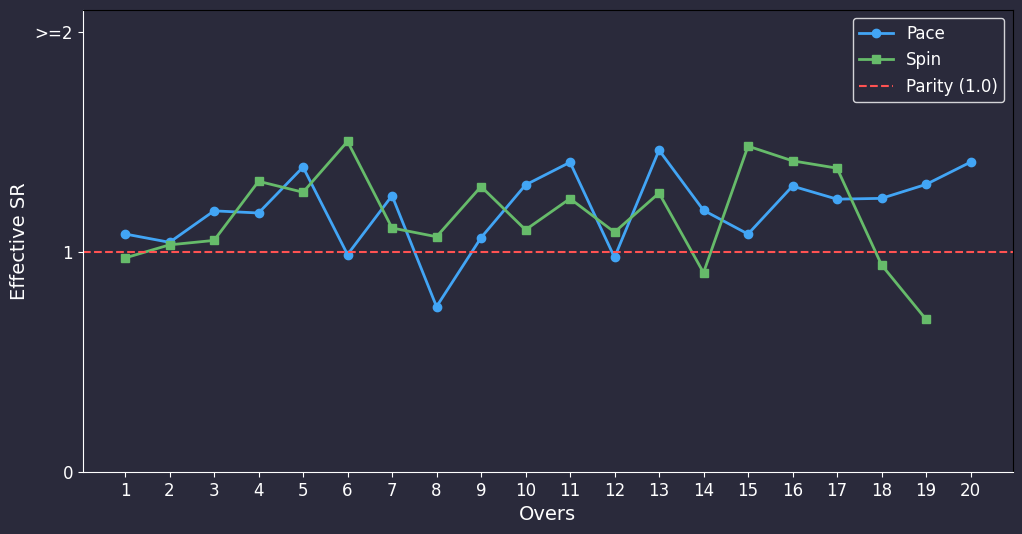 >=2
1
0
Effective SR
Pace
Spin
Parity (1.0)
1 2 3 4 5 6 7 8 9 10 11 12 13 14 15 16 17 18 19 20
Overs